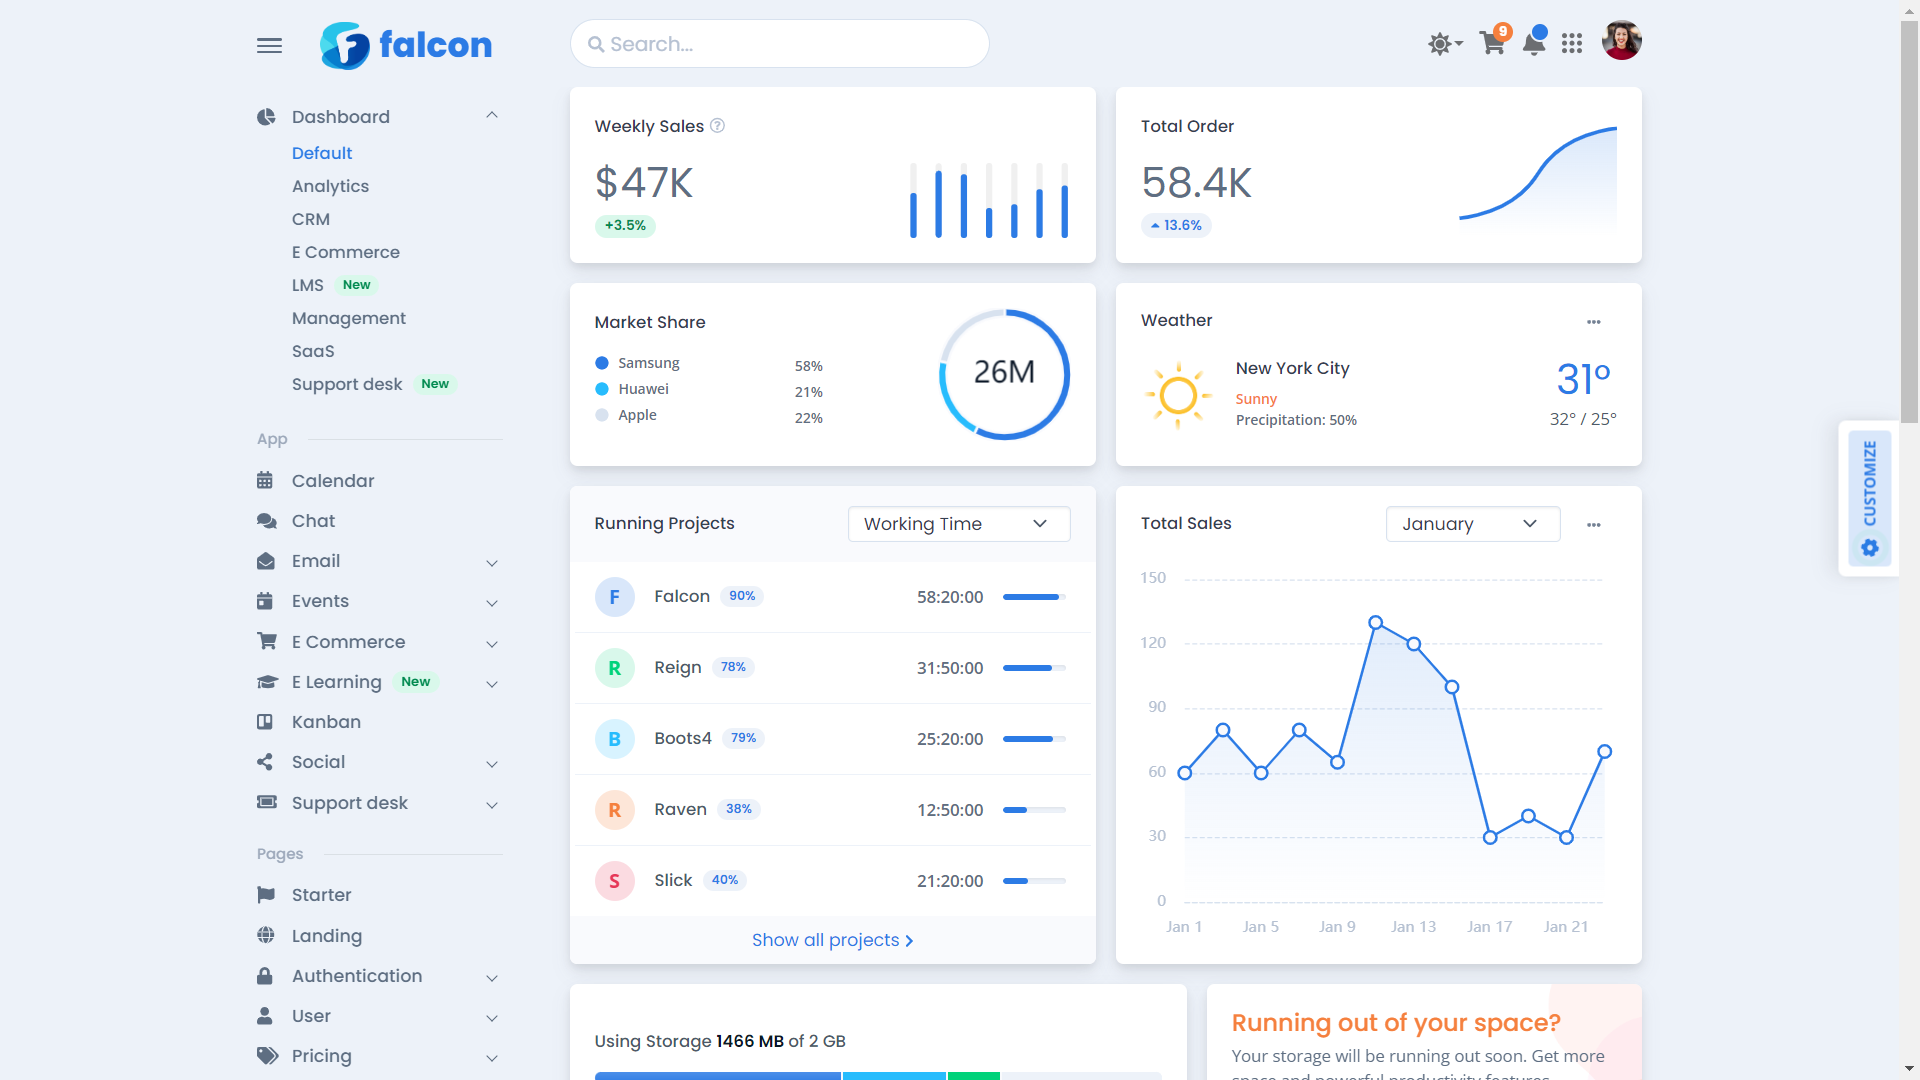 falcon
Search...
9
Dashboard
Default
Analytics
CRM
E Commerce
LMS New
Management
SaaS
Support desk New
App
Calendar
Chat
Email
Events
E Commerce
E Learning New
Kanban
Social
Support desk
Pages
Starter
Landing
Authentication
User
Pricing
Weekly Sales ?
$47K
+3.5%
Total Order
58.4K
13.6%
Market Share
Samsung 58%
Huawei 21%
Apple 22%
26M
Weather
New York City
Sunny
Precipitation: 50%
31°
32° / 25°
Running Projects Working Time
F Falcon 90% 58:20:00
R Reign 78% 31:50:00
B Boots4 79% 25:20:00
R Raven 38% 12:50:00
S Slick 40% 21:20:00
Show all projects
Total Sales January
150
120
90
60
30
0
Jan 1 Jan 5 Jan 9 Jan 13 Jan 17 Jan 21
CUSTOMIZE
Using Storage 1466 MB of 2 GB
Running out of your space?
Your storage will be running out soon. Get more
space and powerful productivity features.